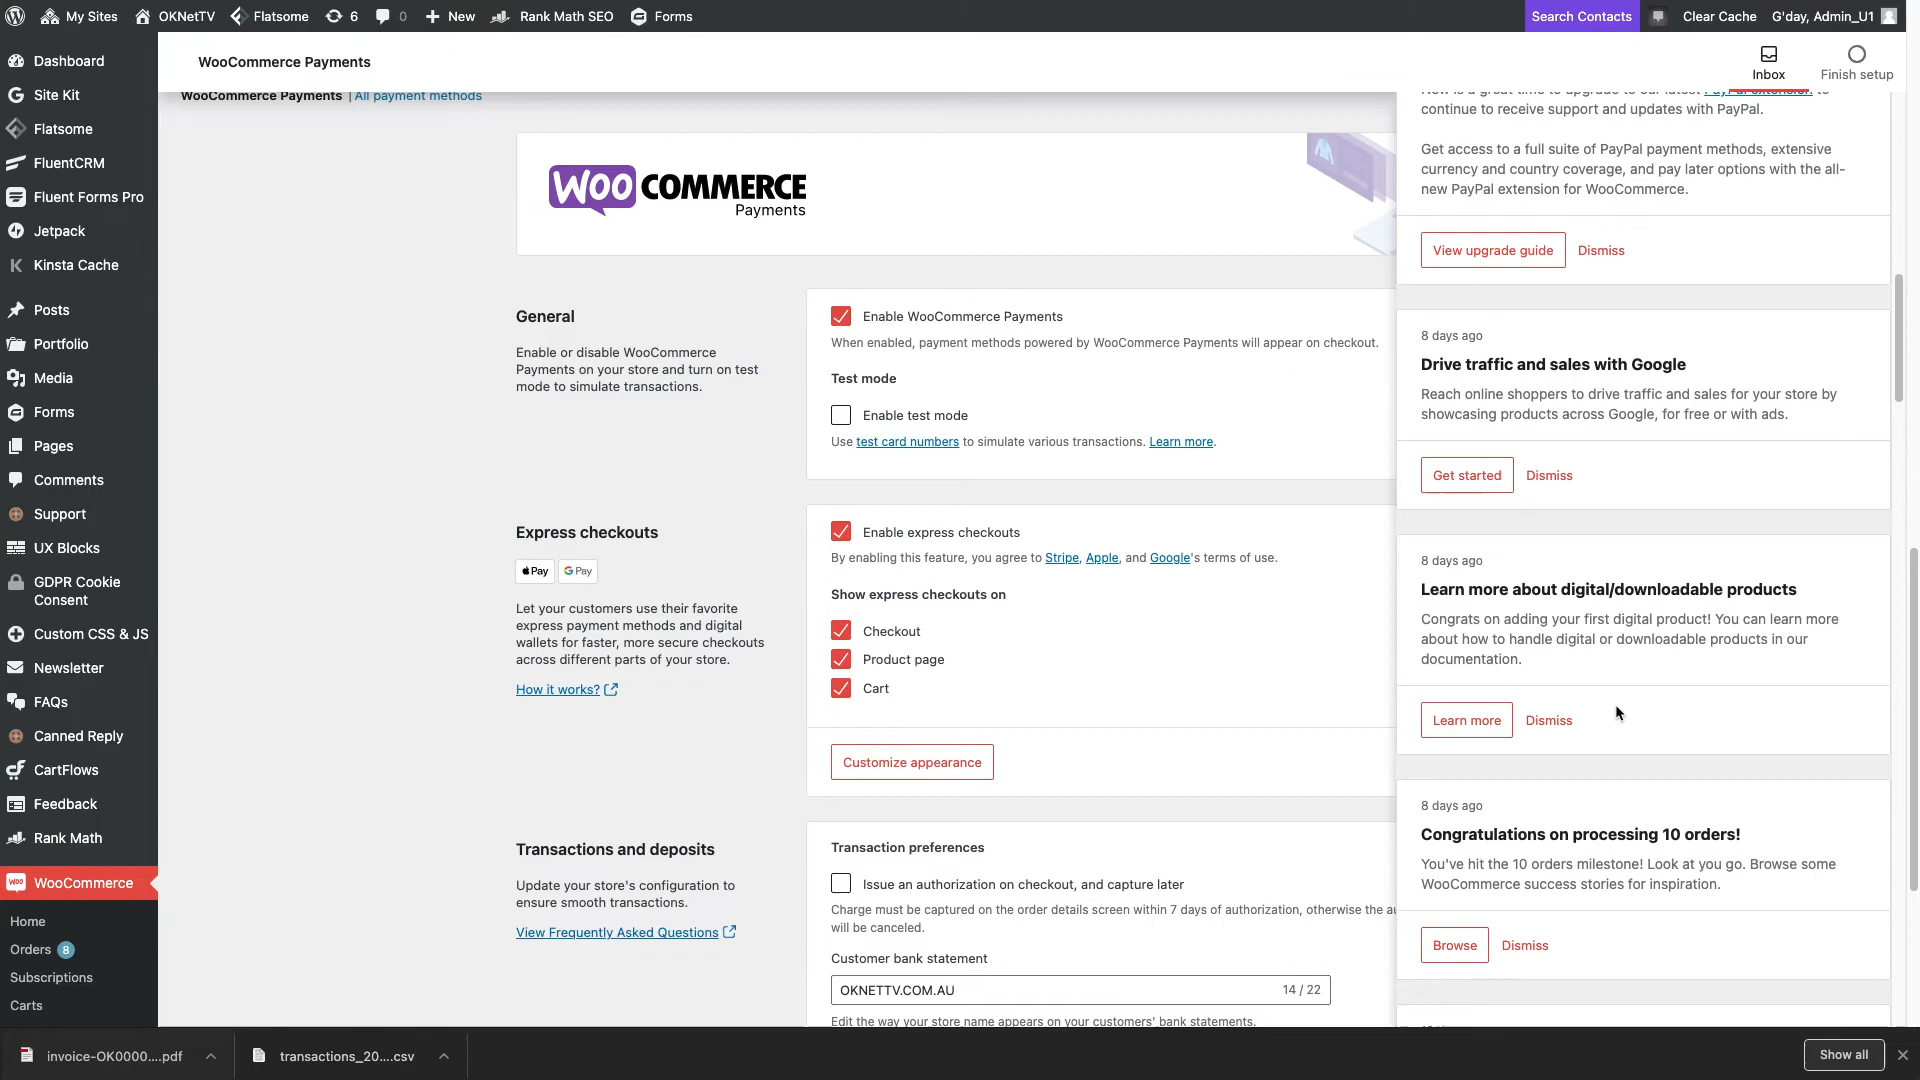 My Sites
OKNetTV
Flatsome
6
0
New
Rank Math SEO
Forms
Search Contacts
Clear Cache
G'day, Admin_U1
Dashboard
Site Kit
Flatsome
FluentCRM
Fluent Forms Pro
Jetpack
Kinsta Cache
Posts
Portfolio
Media
Forms
Pages
Comments
Support
UX Blocks
GDPR Cookie
Consent
Custom CSS & JS
Newsletter
FAQs
Canned Reply
CartFlows
Feedback
Rank Math
WooCommerce
Home
Orders 8
Subscriptions
Carts
WooCommerce Payments
Inbox
Finish setup
WooCommerce Payments | All payment methods
WOO COMMERCE
Payments
General
Enable or disable WooCommerce
Payments on your store and turn on test
mode to simulate transactions.
Enable WooCommerce Payments
When enabled, payment methods powered by WooCommerce Payments will appear on checkout.
Test mode
Enable test mode
Use test card numbers to simulate various transactions. Learn more.
Express checkouts
Pay
G Pay
Let your customers use their favorite
express payment methods and digital
wallets for faster, more secure checkouts
across different parts of your store.
How it works?
Enable express checkouts
By enabling this feature, you agree to Stripe, Apple, and Google's terms of use.
Show express checkouts on
Checkout
Product page
Cart
Customize appearance
Transactions and deposits
Update your store's configuration to
ensure smooth transactions.
View Frequently Asked Questions
Transaction preferences
Issue an authorization on checkout, and capture later
Charge must be captured on the order details screen within 7 days of authorization, otherwise the
will be canceled.
Customer bank statement
OKNETTV.COM.AU
14 / 22
Edit the way your store name appears on your customers' bank statements.
Now is a great time to upgrade to our latest PayPal extension to
continue to receive support and updates with PayPal.
Get access to a full suite of PayPal payment methods, extensive
currency and country coverage, and pay later options with the all-
new PayPal extension for WooCommerce.
View upgrade guide
Dismiss
8 days ago
Drive traffic and sales with Google
Reach online shoppers to drive traffic and sales for your store by
showcasing products across Google, for free or with ads.
Get started
Dismiss
8 days ago
Learn more about digital/downloadable products
Congrats on adding your first digital product! You can learn more
about how to handle digital or downloadable products in our
documentation.
Learn more
Dismiss
8 days ago
Congratulations on processing 10 orders!
You've hit the 10 orders milestone! Look at you go. Browse some
WooCommerce success stories for inspiration.
Browse
Dismiss
invoice-OK0000....pdf
transactions_20....csv
Show all